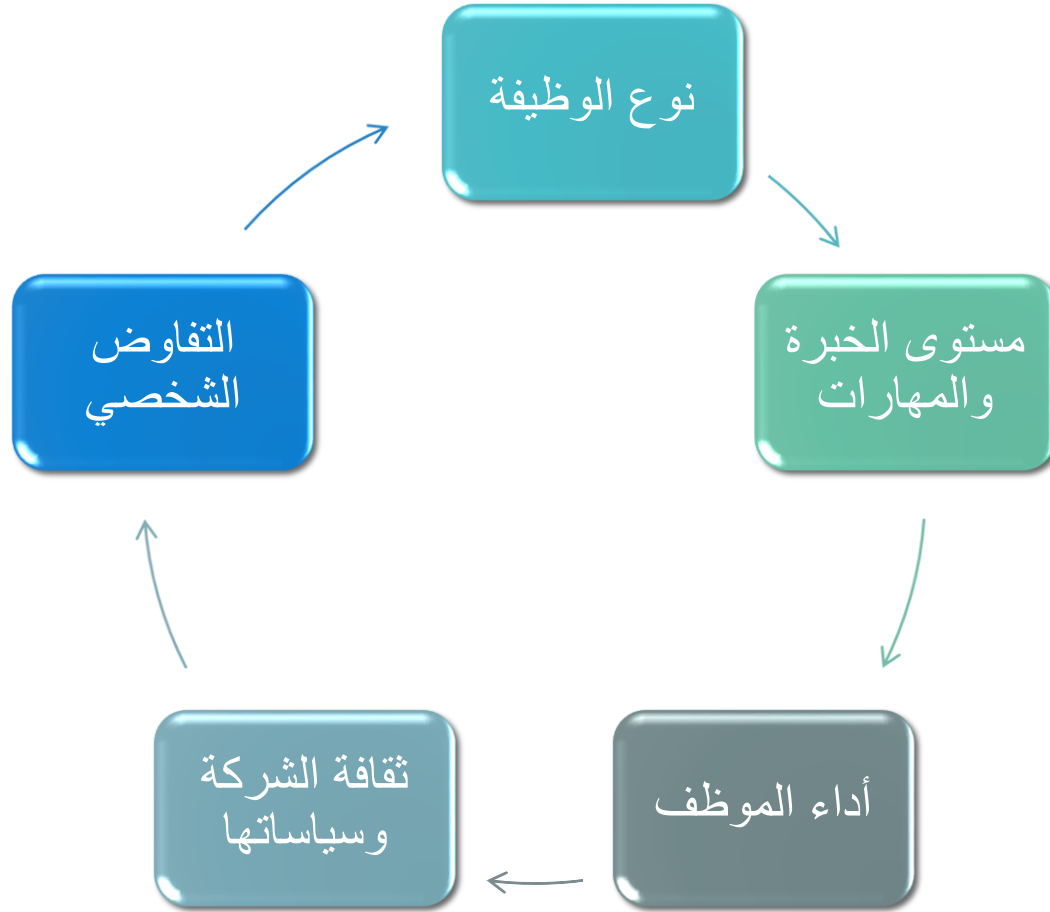 نوع الوظيفة
مستوى الخبرة
والمهارات
أداء الموظف
ثقافة الشركة
وسياساتها
التفاوض
الشخصي